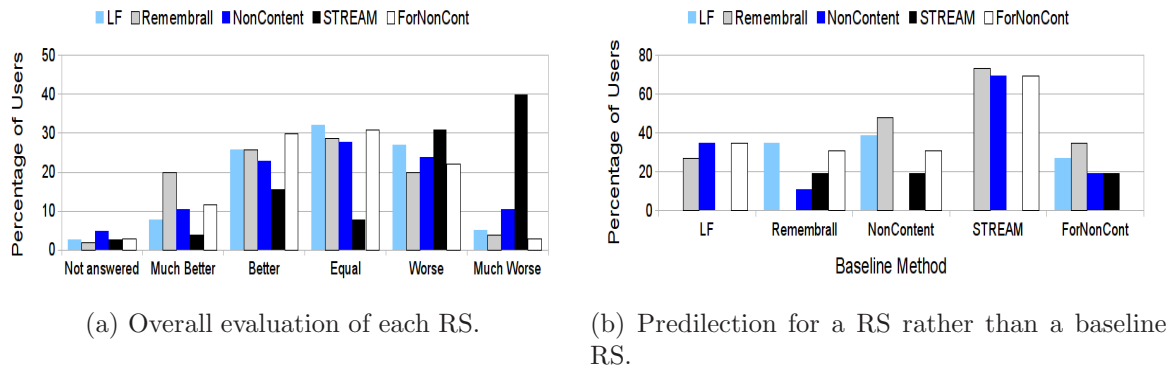 LF Remembrall NonContent STREAM ForNonCont
Percentage of Users
50
40
30
20
10
0
Not answered Much Better Better Equal Worse Much Worse
(a) Overall evaluation of each RS.
LF Remembrall NonContent STREAM ForNonCont
Percentage of Users
80
60
40
20
0
LF Remembrall NonContent STREAM ForNonCont
Baseline Method
(b) Predilection for a RS rather than a baseline
RS.